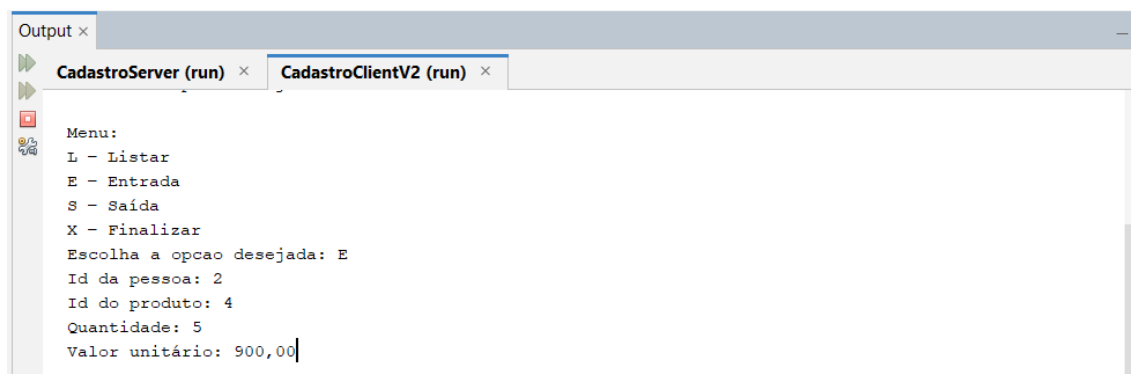 Output
CadastroServer (run) CadastroClientV2 (run)
Menu:
L - Listar
E - Entrada
S - Saída
X - Finalizar
Escolha a opcao desejada: E
Id da pessoa: 2
Id do produto: 4
Quantidade: 5
Valor unitário: 900,00